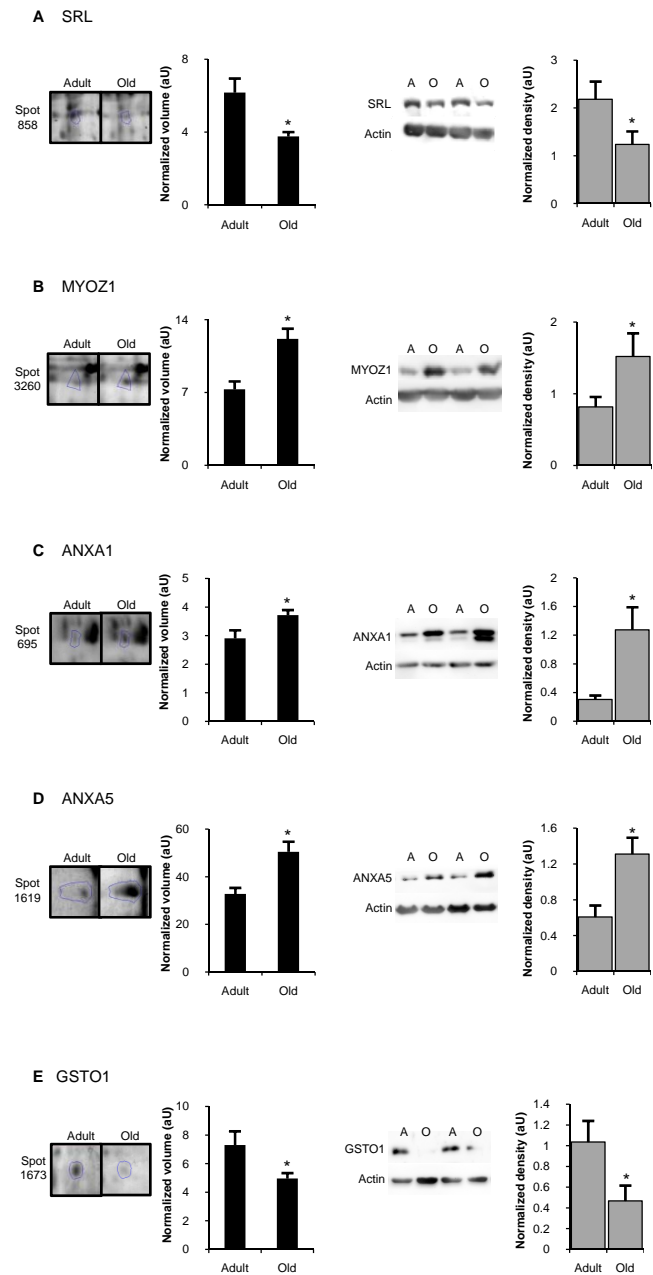 A SRL
Adult Old
Spot
858
Normalized volume (aU)
8
4
0
Adult Old
*
A O A O
SRL
Actin
Normalized density (aU)
3
2
1
0
Adult Old
*
B MYOZ1
Adult Old
Spot
3260
Normalized volume (aU)
14
7
0
Adult Old
*
A O A O
MYOZ1
Actin
Normalized density (aU)
2
1
0
Adult Old
*
C ANXA1
Adult Old
Spot
695
Normalized volume (aU)
5
4
3
2
1
0
Adult Old
*
A O A O
ANXA1
Actin
Normalized density (aU)
2
1.6
1.2
0.8
0.4
0
Adult Old
*
D ANXA5
Adult Old
Spot
1619
Normalized volume (aU)
60
40
20
0
Adult Old
*
A O A O
ANXA5
Actin
Normalized density (aU)
1.6
1.2
0.8
0.4
0
Adult Old
*
E GSTO1
Adult Old
Spot
1673
Normalized volume (aU)
10
8
6
4
2
0
Adult Old
*
A O A O
GSTO1
Actin
Normalized density (aU)
1.4
1.2
1
0.8
0.6
0.4
0.2
0
Adult Old
*